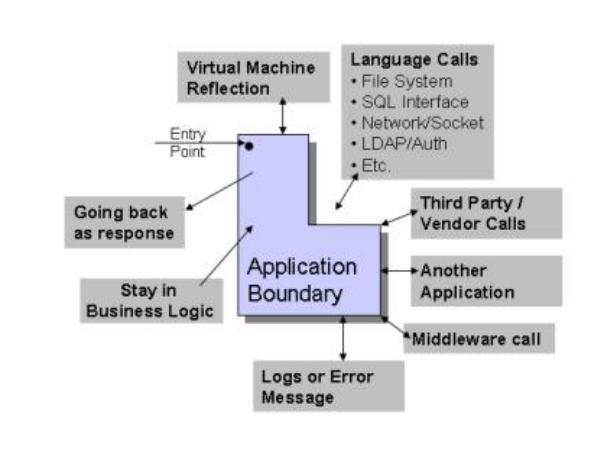 Virtual Machine
Reflection
Language Calls
• File System
• SQL Interface
• Network/Socket
• LDAP/Auth
• Etc.
Entry
Point
Going back
as response
Third Party /
Vendor Calls
Application
Boundary
Another
Application
Stay in
Business Logic
Middleware call
Logs or Error
Message